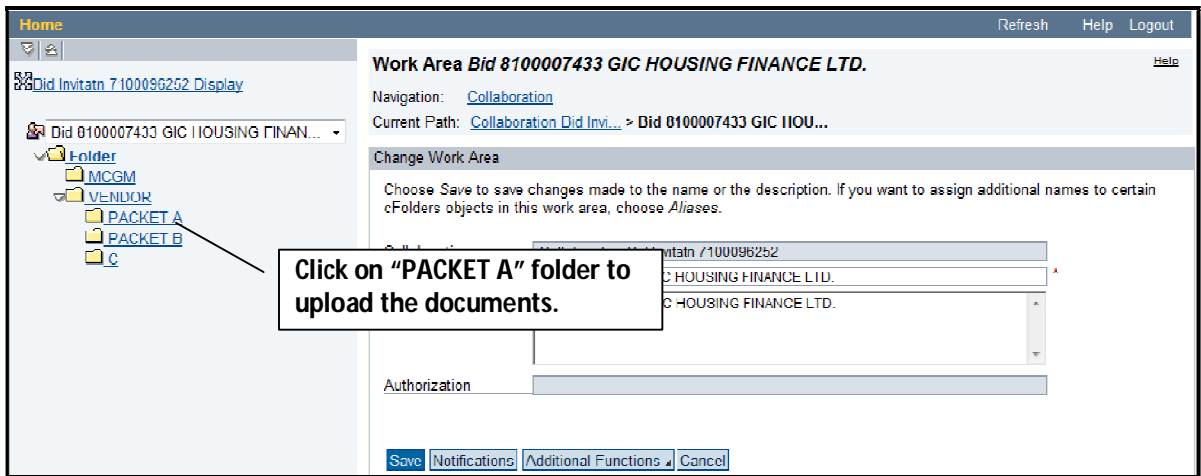 Home Refresh Help Logout
Did Invitatn 7100096252 Display
Did 8100007433 GIC HOUSING FINAN...
Folder
MCGM
VENDOR
PACKET A
PACKET B
C
Work Area Bid 8100007433 GIC HOUSING FINANCE LTD.
Help
Navigation: Collaboration
Current Path: Collaboration Did Invi... > Bid 8100007433 GIC HOU...
Change Work Area
Choose Save to save changes made to the name or the description. If you want to assign additional names to certain
cFolders objects in this work area, choose Aliases.
7100096252
HOUSING FINANCE LTD. *
HOUSING FINANCE LTD.
Click on “PACKET A” folder to
upload the documents.
Authorization
Save Notifications Additional Functions Cancel